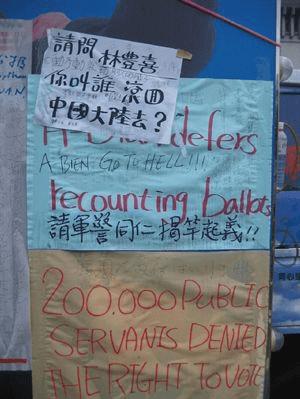 請問 林豊喜
你叫誰 滾回
中國大陸去?
defers
A BIEN GO TO HELL!!!
recounting ballots
請軍警同仁 揭竿起義!!
200.000 PUBLIC
SERVANTS DENIED
THE RIGHT TO VOTE